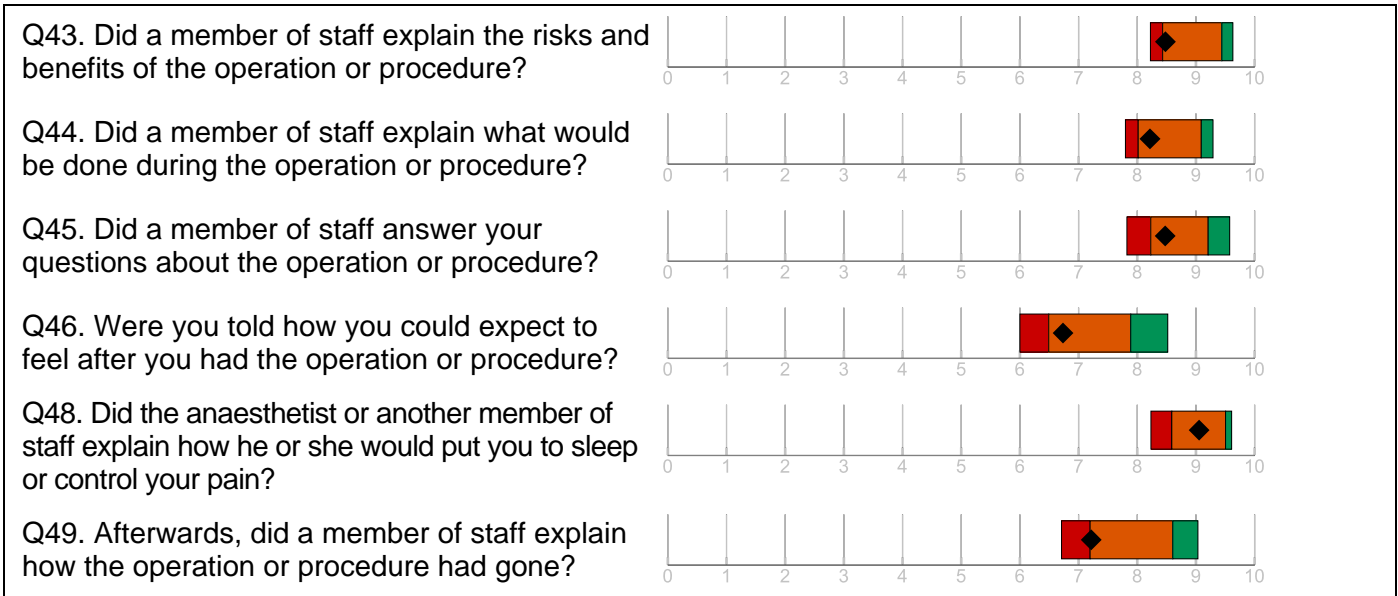 Q43. Did a member of staff explain the risks and
benefits of the operation or procedure?
0 1 2 3 4 5 6 7 8 9 10
Q44. Did a member of staff explain what would
be done during the operation or procedure?
0 1 2 3 4 5 6 7 8 9 10
Q45. Did a member of staff answer your
questions about the operation or procedure?
0 1 2 3 4 5 6 7 8 9 10
Q46. Were you told how you could expect to
feel after you had the operation or procedure?
0 1 2 3 4 5 6 7 8 9 10
Q48. Did the anaesthetist or another member of
staff explain how he or she would put you to sleep
or control your pain?
0 1 2 3 4 5 6 7 8 9 10
Q49. Afterwards, did a member of staff explain
how the operation or procedure had gone?
0 1 2 3 4 5 6 7 8 9 10